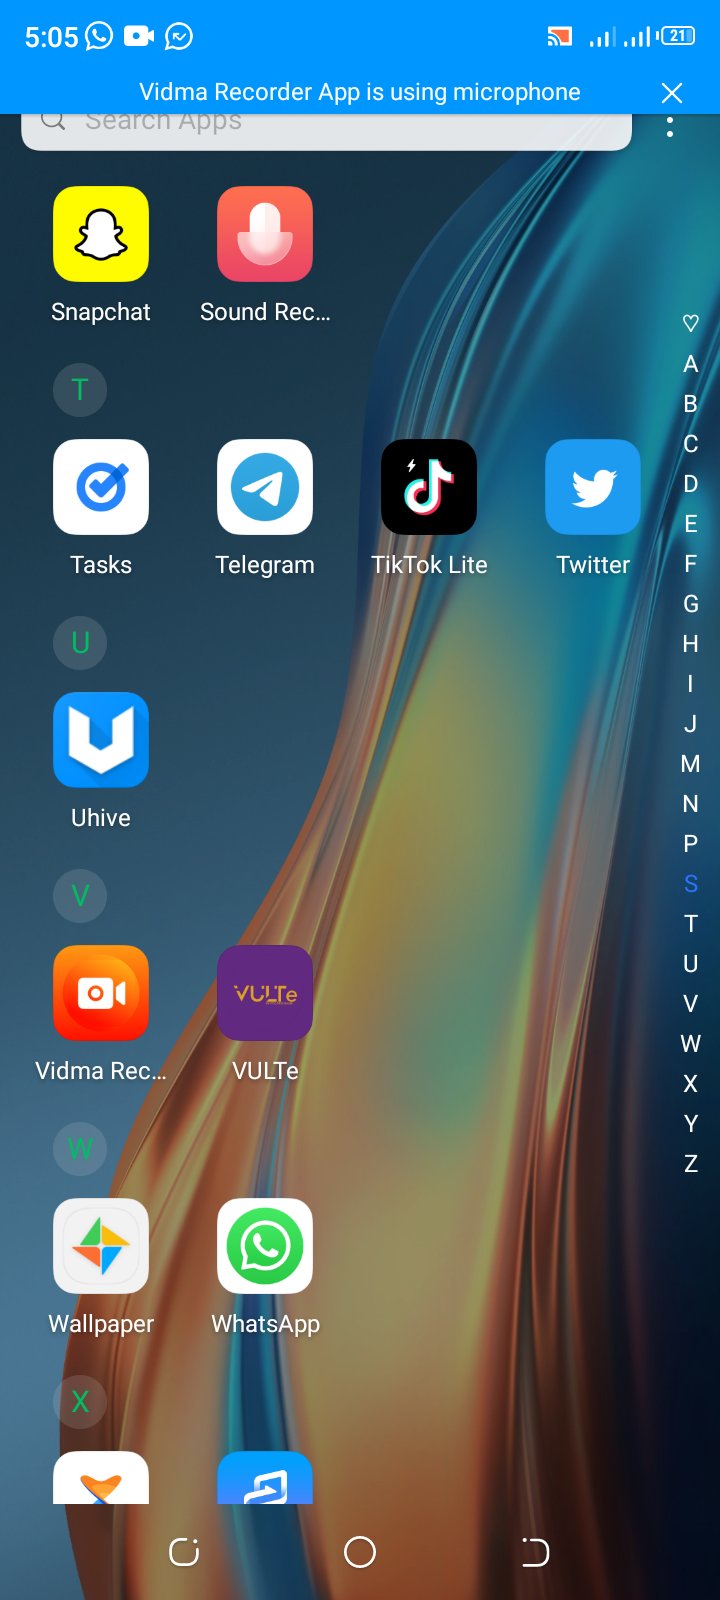 5:05
21
Vidma Recorder App is using microphone
Search Apps
Snapchat
Sound Rec...
T
Tasks
Telegram
TikTok Lite
Twitter
U
Uhive
V
VULTe
Vidma Rec...
VULTe
W
Wallpaper
WhatsApp
X
A
B
C
D
E
F
G
H
I
J
M
N
P
S
T
U
V
W
X
Y
Z